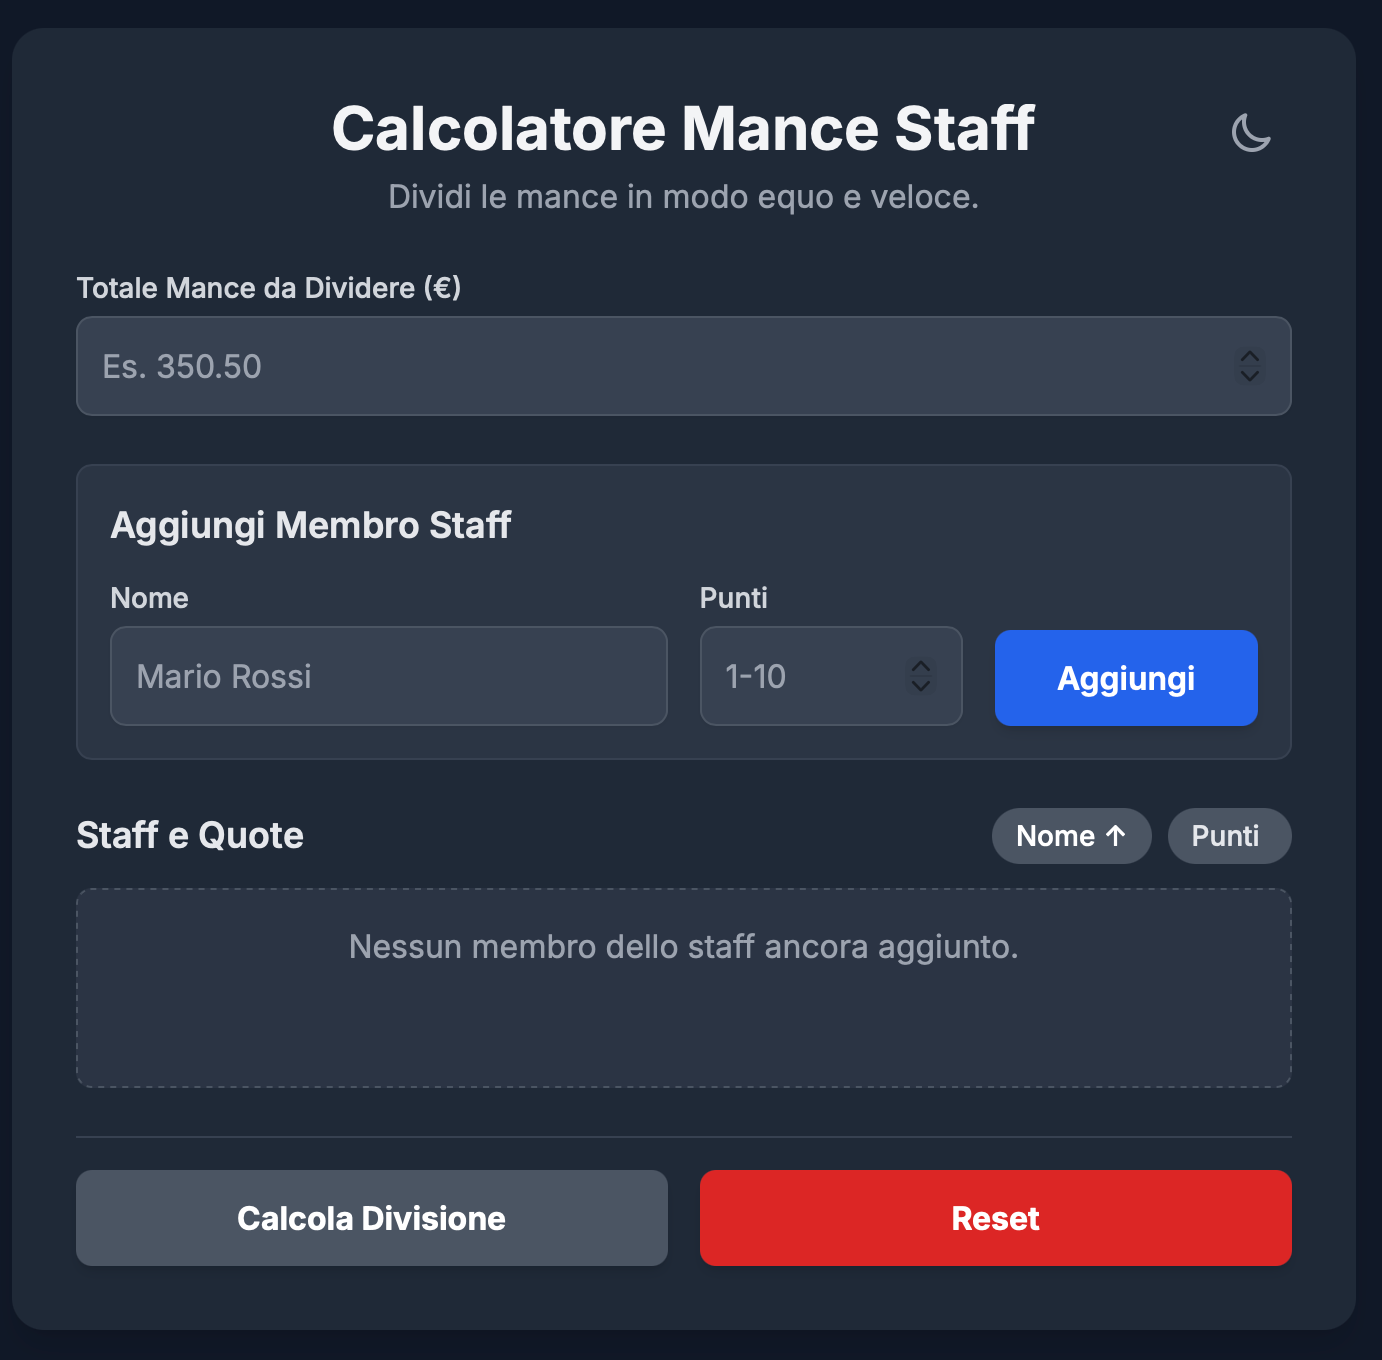 Calcolatore Mance Staff
Dividi le mance in modo equo e veloce.
Totale Mance da Dividere (€)
Es. 350.50
Aggiungi Membro Staff
Nome
Punti
Mario Rossi
1-10
Aggiungi
Staff e Quote
Nome ↑
Punti
Nessun membro dello staff ancora aggiunto.
Calcola Divisione
Reset